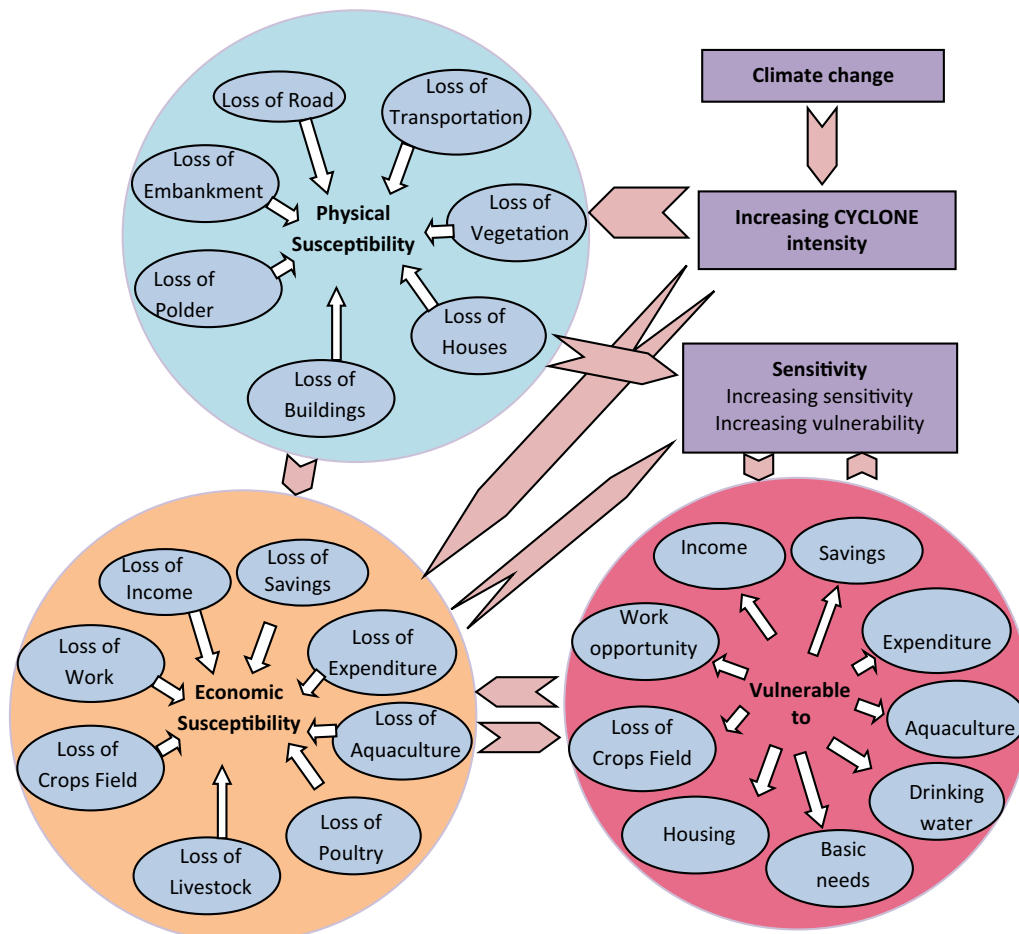 Climate change
Increasing CYCLONE
intensity
Sensitivity
Increasing sensitivity
Increasing vulnerability
Loss of Road
Loss of
Transportation
Loss of
Embankment
Physical
Susceptibility
Loss of
Vegetation
Loss of
Polder
Loss of
Houses
Loss of
Buildings
Loss of
Income
Loss of
Savings
Loss of
Work
Loss of
Expenditure
Economic
Susceptibility
Loss of
Crops Field
Loss of
Aquaculture
Loss of
Livestock
Loss of
Poultry
Income
Savings
Work
opportunity
Expenditure
Vulnerable
to
Loss of
Crops Field
Aquaculture
Drinking
water
Housing
Basic
needs